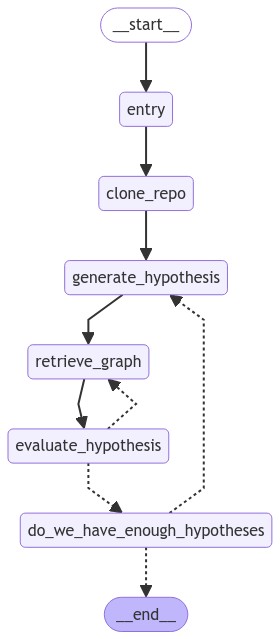 __start__
entry
clone_repo
generate_hypothesis
retrieve_graph
evaluate_hypothesis
do_we_have_enough_hypotheses
__end__